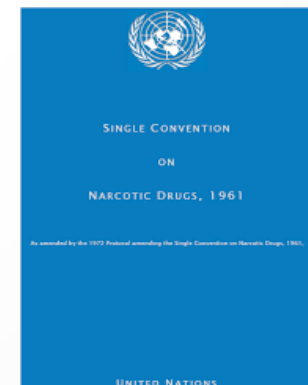 SINGLE CONVENTION
ON
NARCOTIC DRUGS, 1961
As amended by the 1972 Protocol amending the Single Convention on Narcotic Drugs, 1961,
UNITED NATIONS